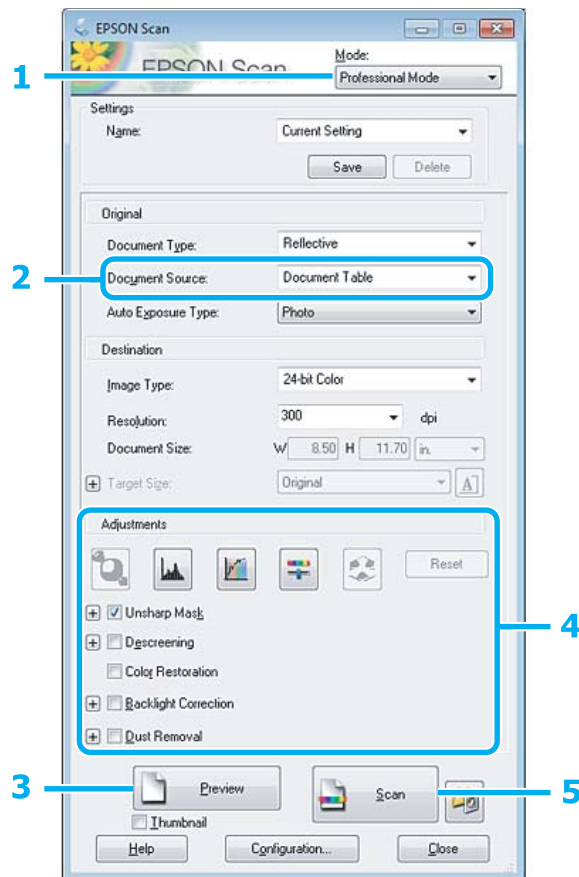 EPSON Scan
EPSON Scan
Mode:
1
Professional Mode
Settings
Name: Current Setting
Save Delete
Original
Document Type: Reflective
2 Document Source: Document Table
Auto Exposure Type: Photo
Destination
Image Type: 24-bit Color
Resolution: 300 dpi
Document Size: W 8.50 H 11.70 in.
Target Size: Original A
Adjustments
Reset
Unsharp Mask
4
Descreening
Color Restoration
Backlight Correction
Dust Removal
3 Preview Scan 5
Thumbnail
Help Configuration... Close